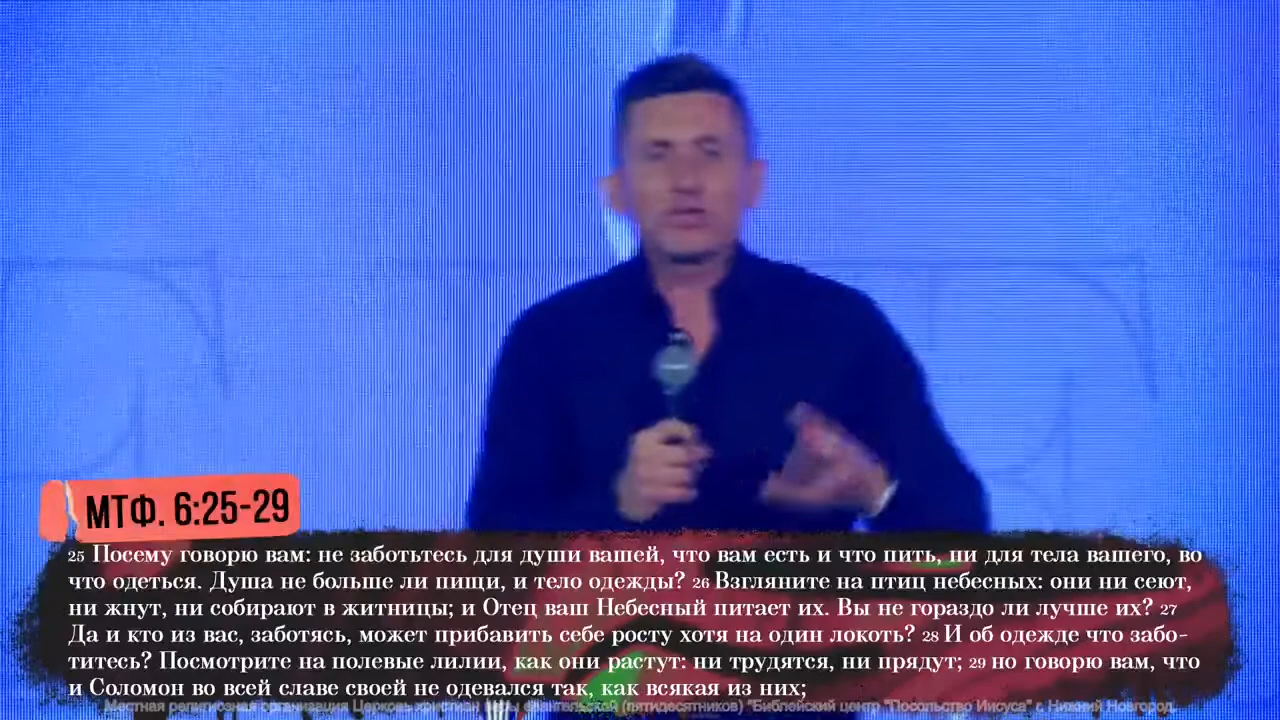 МТФ. 6:25-29
25 Посему говорю вам: не заботьтесь для души вашей, что вам есть и что пить, ни для тела вашего, во
что одеться. Душа не больше ли пищи, и тело одежды? 26 Взгляните на птиц небесных: они ни сеют,
ни жнут, ни собирают в житницы; и Отец ваш Небесный питает их. Вы не гораздо ли лучше их? 27
Да и кто из вас, заботясь, может прибавить себе росту хотя на один локоть? 28 И об одежде что забо-
титесь? Посмотрите на полевые лилии, как они растут: ни трудятся, ни прядут; 29 но говорю вам, что
и Соломон во всей славе своей не одевался так, как всякая из них;
Местная религиозная организация Церковь христиан веры евангельской (пятидесятников) "Библейский центр "Посольство Иисуса" г. Нижний Новгород.